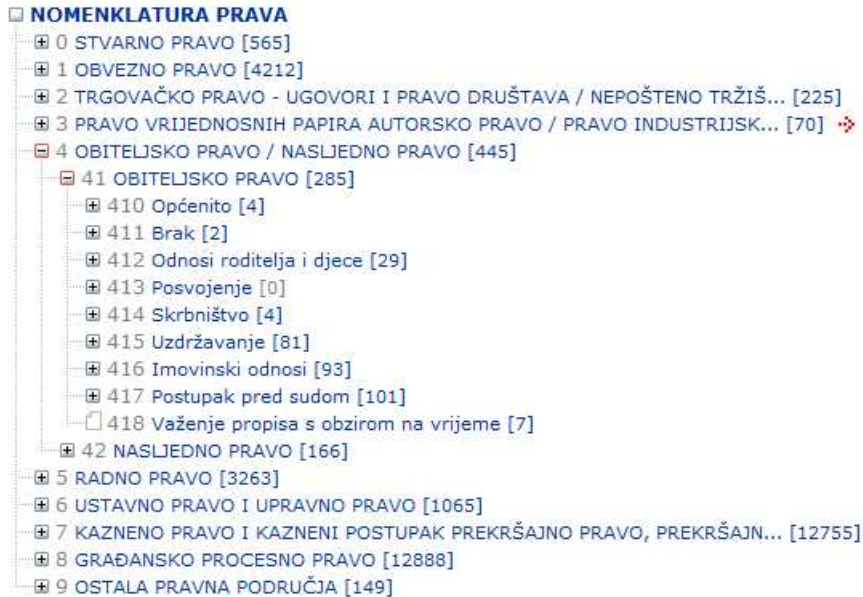 NOMENKLATURA PRAVA
0 STVARNO PRAVO [565]
1 OBVEZNO PRAVO [4212]
2 TRGOVAČKO PRAVO - UGOVORI I PRAVO DRUŠTAVA / NEPOŠTENO TRŽIŠ... [225]
3 PRAVO VRIJEDNOSNIH PAPIRA AUTORSKO PRAVO / PRAVO INDUSTRIJSK... [70]
4 OBITELJSKO PRAVO / NASLJEDNO PRAVO [445]
41 OBITELJSKO PRAVO [285]
410 Općenito [4]
411 Brak [2]
412 Odnosi roditelja i djece [29]
413 Posvojenje [0]
414 Skrbništvo [4]
415 Uzdržavanje [81]
416 Imovinski odnosi [93]
417 Postupak pred sudom [101]
418 Važenje propisa s obzirom na vrijeme [7]
42 NASLJEDNO PRAVO [166]
5 RADNO PRAVO [3263]
6 USTAVNO PRAVO I UPRAVNO PRAVO [1065]
7 KAZNENO PRAVO I KAZNENI POSTUPAK PREKRŠAJNO PRAVO, PREKRŠAJN... [12755]
8 GRAĐANSKO PROCESNO PRAVO [12888]
9 OSTALA PRAVNA PODRUČJA [149]